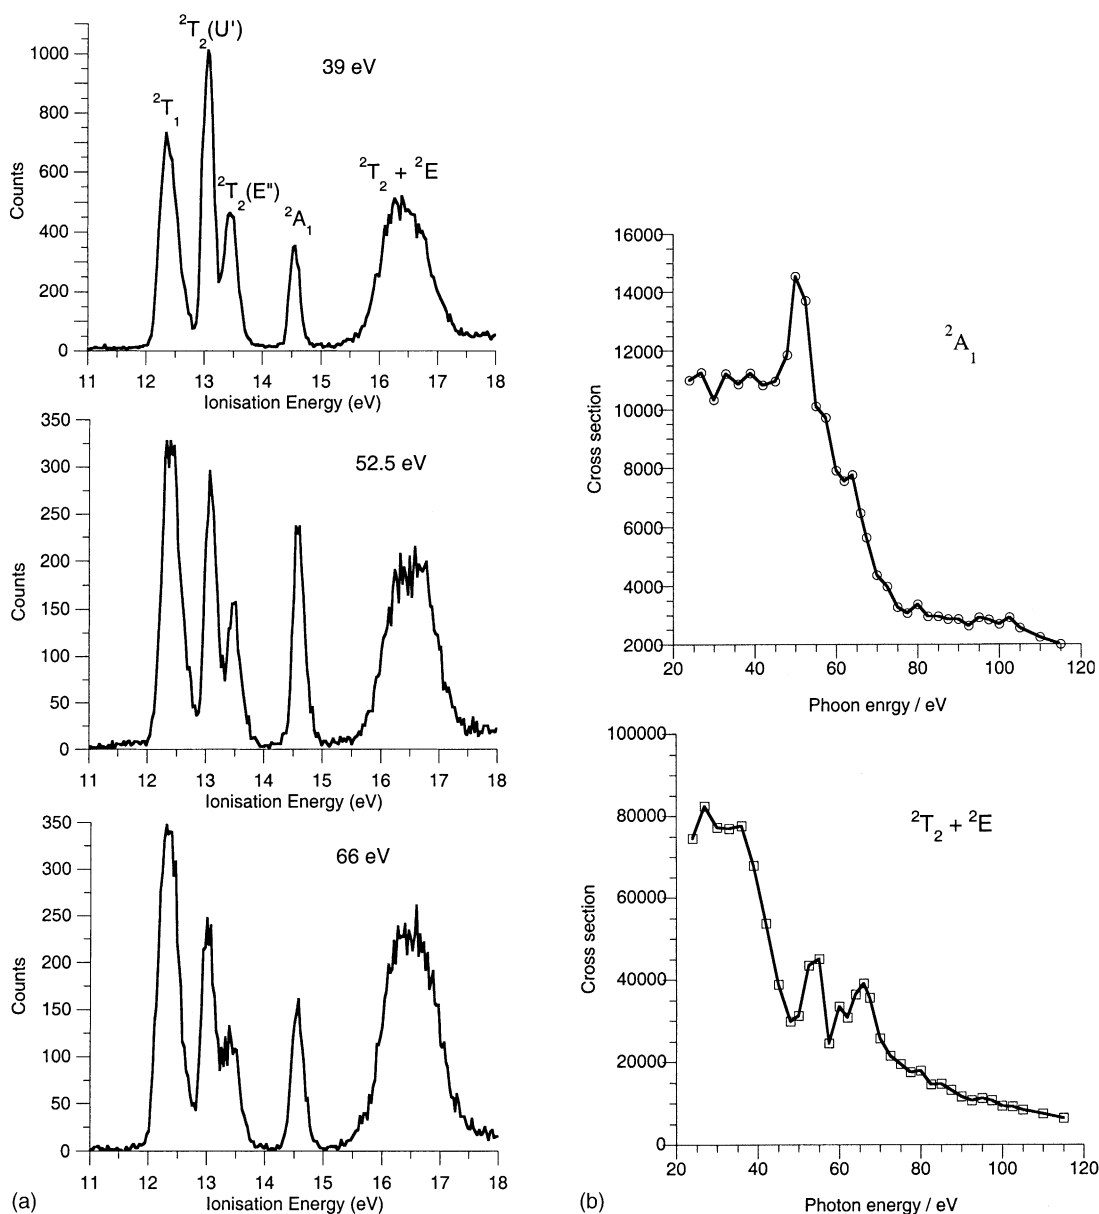 ²T₂(U')
39 eV
²T₁
²T₂(E")
²A₁
²T₂ + ²E
Counts
1000
800
600
400
200
0
11 12 13 14 15 16 17 18
Ionisation Energy (eV)
52.5 eV
Counts
350
300
250
200
150
100
50
0
11 12 13 14 15 16 17 18
Ionisation Energy (eV)
66 eV
Counts
350
300
250
200
150
100
50
0
11 12 13 14 15 16 17 18
Ionisation Energy (eV)
(a)
²A₁
Cross section
16000
14000
12000
10000
8000
6000
4000
2000
20 40 60 80 100 120
Phoon enrgy / eV
²T₂ + ²E
Cross section
100000
80000
60000
40000
20000
0
20 40 60 80 100 120
Photon energy / eV
(b)